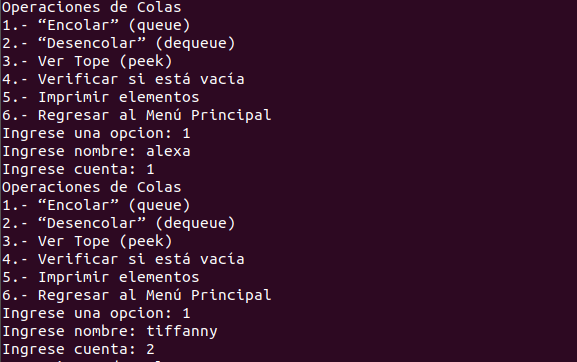 Operaciones de Colas
1.- “Encolar” (queue)
2.- “Desencolar” (dequeue)
3.- Ver Tope (peek)
4.- Verificar si está vacía
5.- Imprimir elementos
6.- Regresar al Menú Principal
Ingrese una opcion: 1
Ingrese nombre: alexa
Ingrese cuenta: 1
Operaciones de Colas
1.- “Encolar” (queue)
2.- “Desencolar” (dequeue)
3.- Ver Tope (peek)
4.- Verificar si está vacía
5.- Imprimir elementos
6.- Regresar al Menú Principal
Ingrese una opcion: 1
Ingrese nombre: tiffanny
Ingrese cuenta: 2